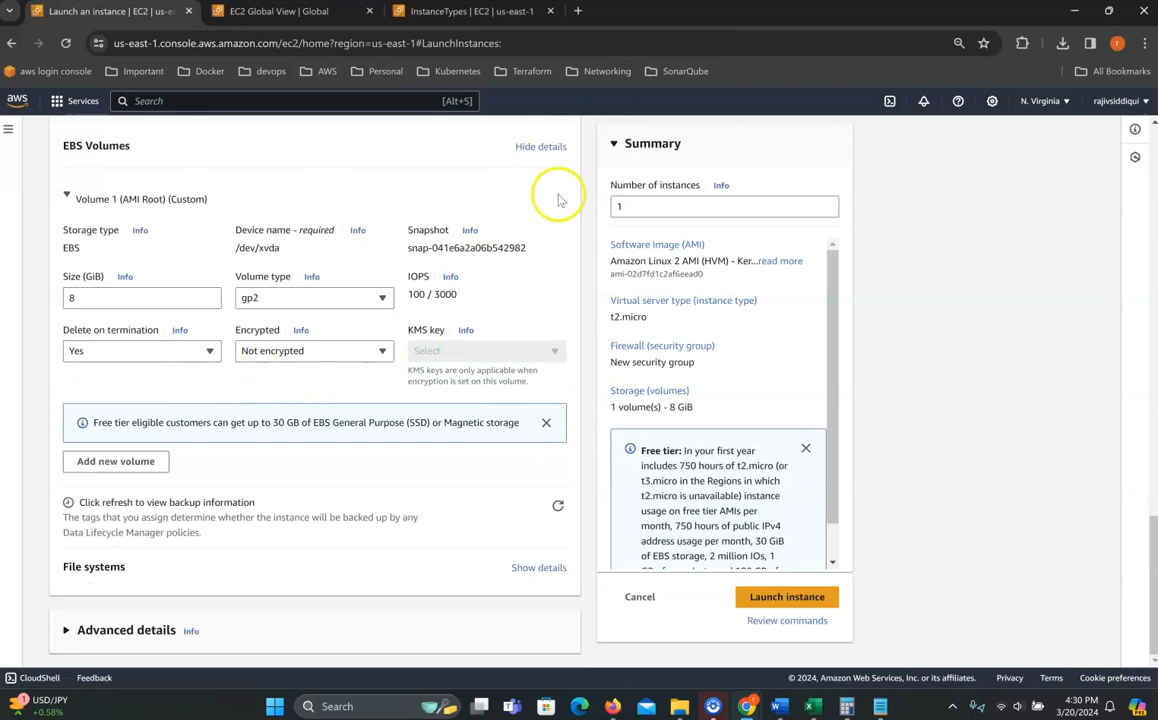 Launch an instance | EC2 | us-e
EC2 Global View | Global
InstanceTypes | EC2 | us-east-1
us-east-1.console.aws.amazon.com/ec2/home?region=us-east-1#LaunchInstances:
aws login console Important Docker devops AWS Personal Kubernetes Terraform Networking SonarQube All Bookmarks
aws Services Search [Alt+S] N. Virginia rajivsiddiqui
EBS Volumes Hide details
Volume 1 (AMI Root) (Custom)
Storage type Info Device name - required Info Snapshot Info
EBS /dev/xvda snap-041e6a2a06b542982
Size (GiB) Info Volume type Info IOPS Info
8 gp2 100 / 3000
Delete on termination Info Encrypted Info KMS key Info
Yes Not encrypted Select
KMS keys are only applicable when
encryption is set on this volume.
Free tier eligible customers can get up to 30 GB of EBS General Purpose (SSD) or Magnetic storage
Add new volume
Click refresh to view backup information
The tags that you assign determine whether the instance will be backed up by any
Data Lifecycle Manager policies.
File systems Show details
Advanced details Info
Summary
Number of instances Info
1
Software Image (AMI)
Amazon Linux 2 AMI (HVM) - Ker...read more
ami-02d7fd1c2af6eead0
Virtual server type (instance type)
t2.micro
Firewall (security group)
New security group
Storage (volumes)
1 volume(s) - 8 GiB
Free tier: In your first year
includes 750 hours of t2.micro (or
t3.micro in the Regions in which
t2.micro is unavailable) instance
usage on free tier AMIs per
month, 750 hours of public IPv4
address usage per month, 30 GiB
of EBS storage, 2 million IOs, 1
Cancel Launch instance
Review commands
CloudShell Feedback © 2024, Amazon Web Services, Inc. or its affiliates. Privacy Terms Cookie preferences
USD/JPY
+0.58%
1
Search
4:30 PM
3/20/2024